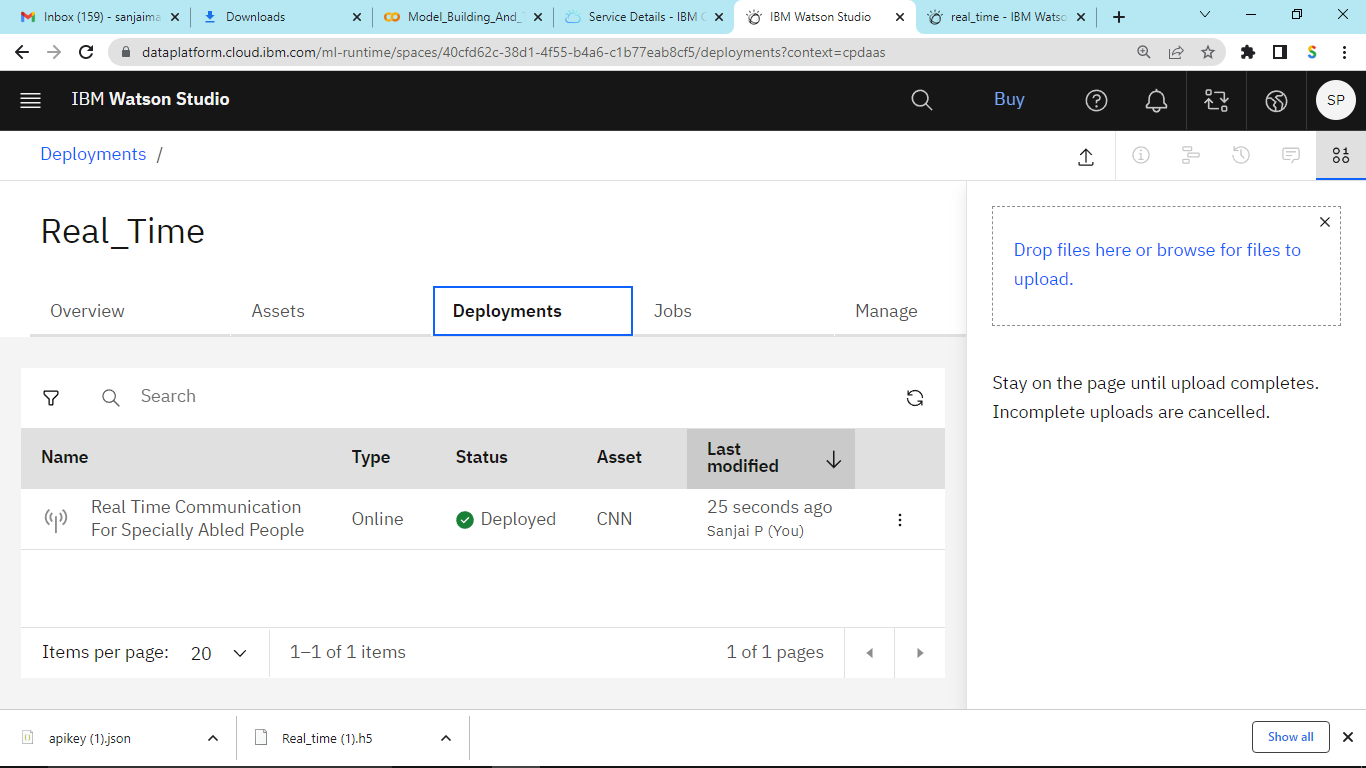 Inbox (159) - sanjaima
Downloads
Model_Building_And_
Service Details - IBM C
IBM Watson Studio
real_time - IBM Watso
dataplatform.cloud.ibm.com/ml-runtime/spaces/40cfd62c-38d1-4f55-b4a6-c1b77eab8cf5/deployments?context=cpdaas
IBM Watson Studio
Buy
SP
Deployments /
Real_Time
Overview
Assets
Deployments
Jobs
Manage
Search
Name
Type
Status
Asset
Last
modified
Real Time Communication
For Specially Abled People
Online
Deployed
CNN
25 seconds ago
Sanjai P (You)
Items per page: 20
1–1 of 1 items
1 of 1 pages
Drop files here or browse for files to
upload.
Stay on the page until upload completes.
Incomplete uploads are cancelled.
apikey (1).json
Real_time (1).h5
Show all